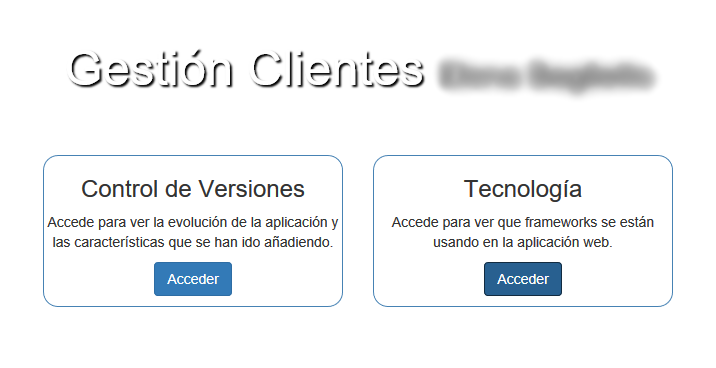 Gestión Clientes
Control de Versiones
Accede para ver la evolución de la aplicación y
las características que se han ido añadiendo.
Acceder
Tecnología
Accede para ver que frameworks se están
usando en la aplicación web.
Acceder